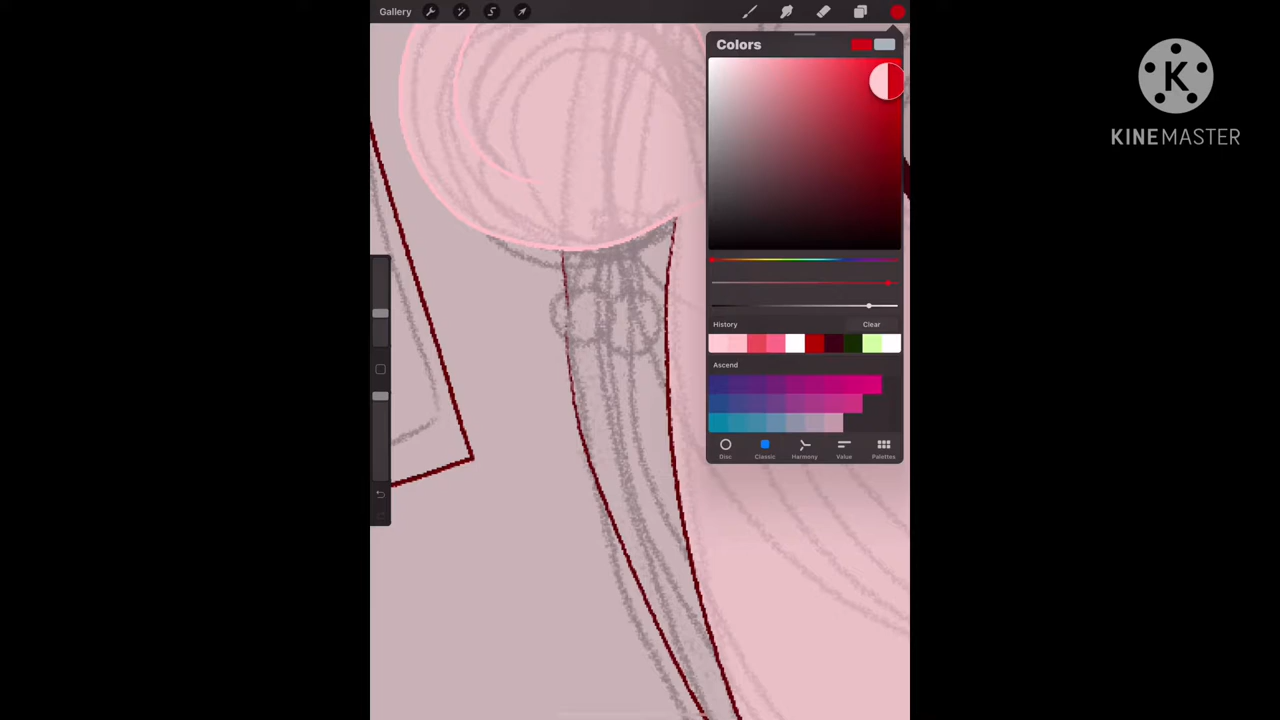 Gallery
Colors
K
KINEMASTER
History
Clear
Ascend
Disc
Classic
Harmony
Value
Palettes